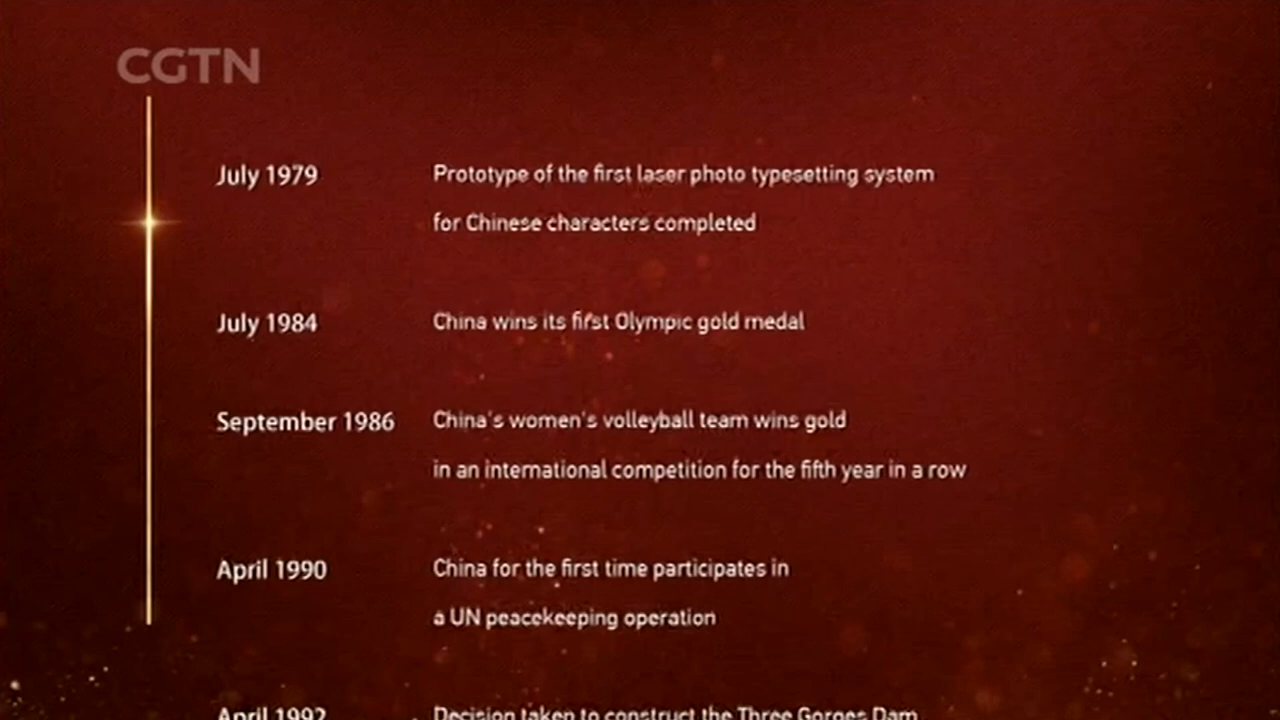 CGTN
July 1979 Prototype of the first laser photo typesetting system
for Chinese characters completed
July 1984 China wins its first Olympic gold medal
September 1986 China's women's volleyball team wins gold
in an international competition for the fifth year in a row
April 1990 China for the first time participates in
a UN peacekeeping operation
April 1992 Decision taken to construct the Three Gorges Dam